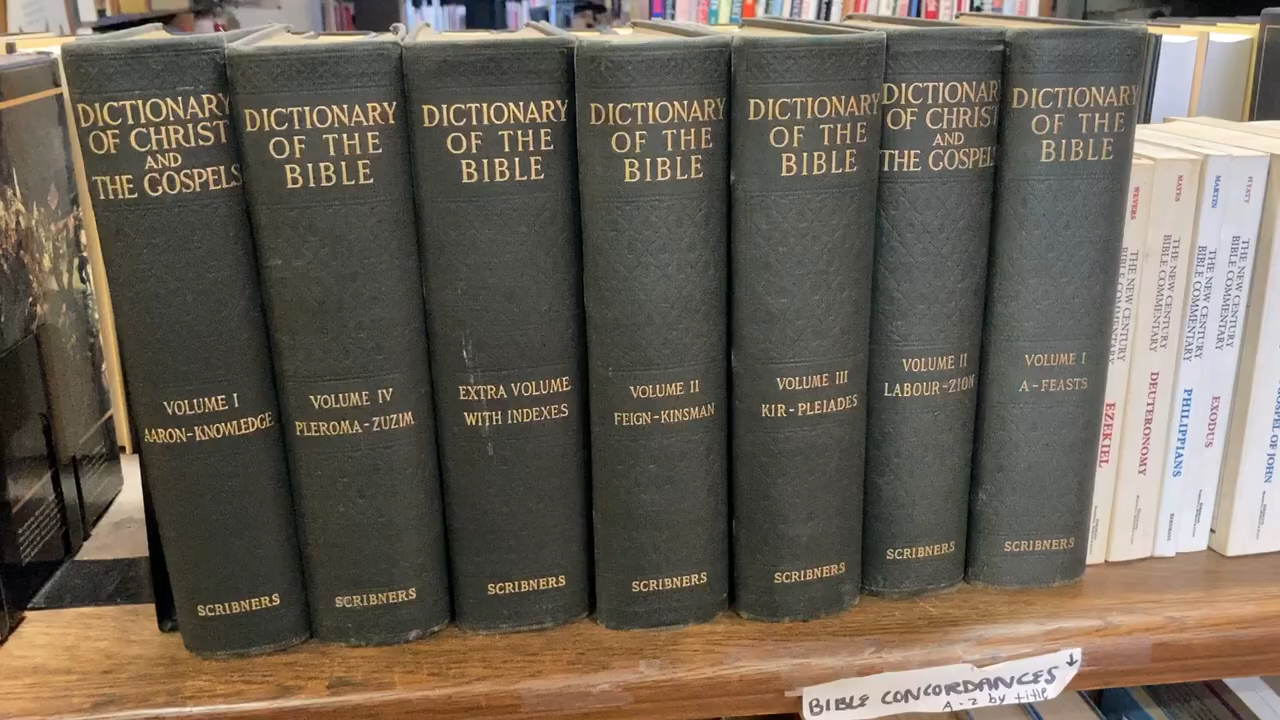 DICTIONARY
OF CHRIST
AND
THE GOSPELS
VOLUME I
AARON-KNOWLEDGE
SCRIBNERS
DICTIONARY
OF THE
BIBLE
VOLUME IV
PLEROMA-ZUZIM
SCRIBNERS
DICTIONARY
OF THE
BIBLE
EXTRA VOLUME
WITH INDEXES
SCRIBNERS
DICTIONARY
OF THE
BIBLE
VOLUME II
FEIGN-KINSMAN
SCRIBNERS
DICTIONARY
OF THE
BIBLE
VOLUME III
KIR-PLEIADES
SCRIBNERS
DICTIONARY
OF CHRIST
AND
THE GOSPELS
VOLUME II
LABOUR-ZION
SCRIBNERS
DICTIONARY
OF THE
BIBLE
VOLUME I
A-FEASTS
SCRIBNERS
WEVERS
THE NEW CENTURY
BIBLE COMMENTARY
EZEKIEL
MAYES
THE NEW CENTURY
BIBLE COMMENTARY
DEUTERONOMY
MARTIN
THE NEW CENTURY
BIBLE COMMENTARY
PHILIPPIANS
HYATT
THE NEW CENTURY
BIBLE COMMENTARY
EXODUS
OF JOHN
BIBLE CONCORDANCES ↓
A-Z by title